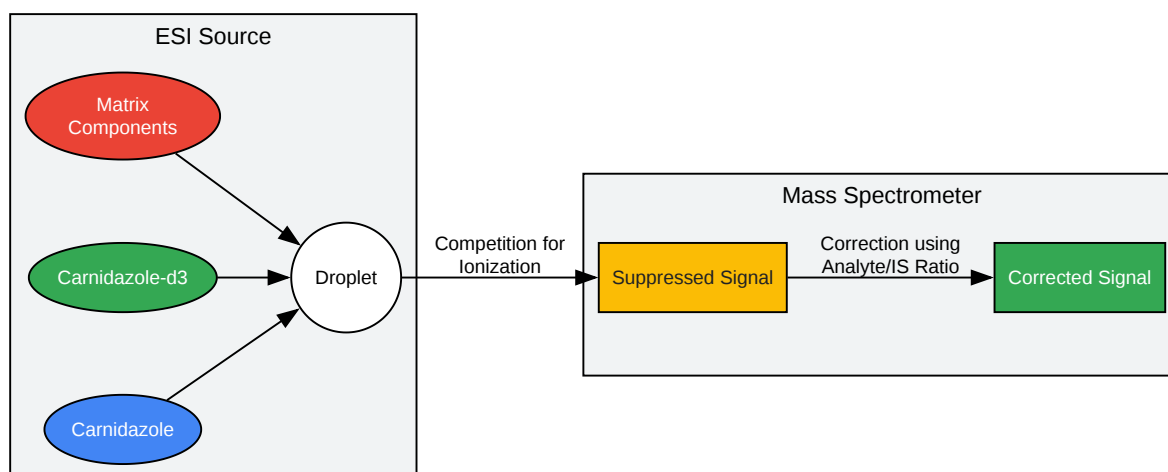 ESI Source
Matrix
Components
Carnidazole-d3
Carnidazole
Droplet
Competition for
Ionization
Mass Spectrometer
Suppressed Signal
Correction using
Analyte/IS Ratio
Corrected Signal